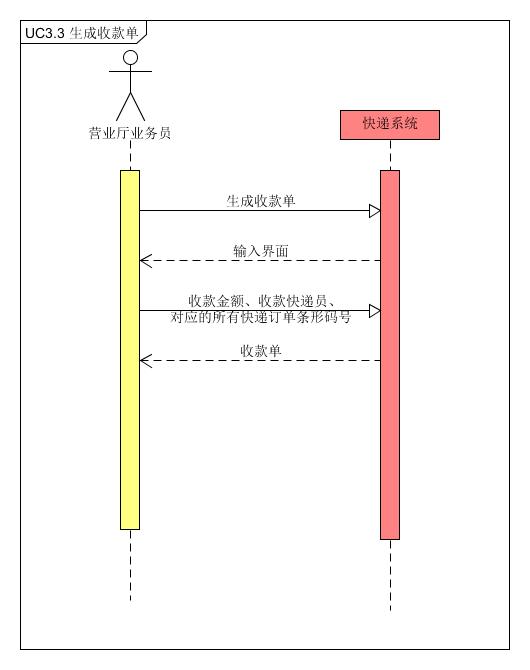 UC3.3 生成收款单
营业厅业务员
快递系统
生成收款单
输入界面
收款金额、收款快递员、
对应的所有快递订单条形码号
收款单